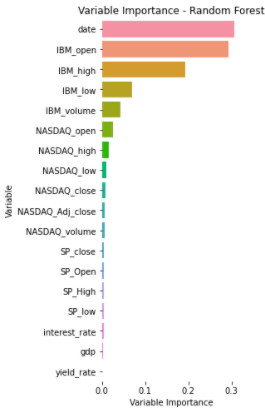 Variable Importance - Random Forest
date
IBM_open
IBM_high
IBM_low
IBM_volume
NASDAQ_open
NASDAQ_high
NASDAQ_low
NASDAQ_close
NASDAQ_Adj_close
NASDAQ_volume
SP_close
SP_Open
SP_High
SP_low
interest_rate
gdp
yield_rate
Variable
0.0 0.1 0.2 0.3
Variable Importance